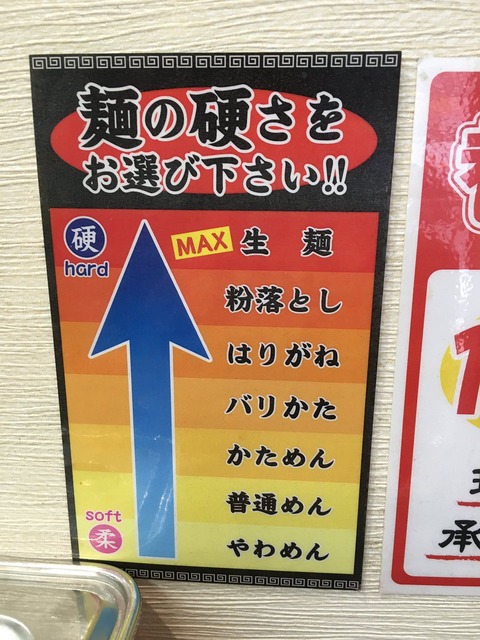 麺の硬さを
お選び下さい!!
硬
hard
MAX 生麺
粉落とし
はりがね
バリかた
かためん
普通めん
やわめん
soft
柔
承